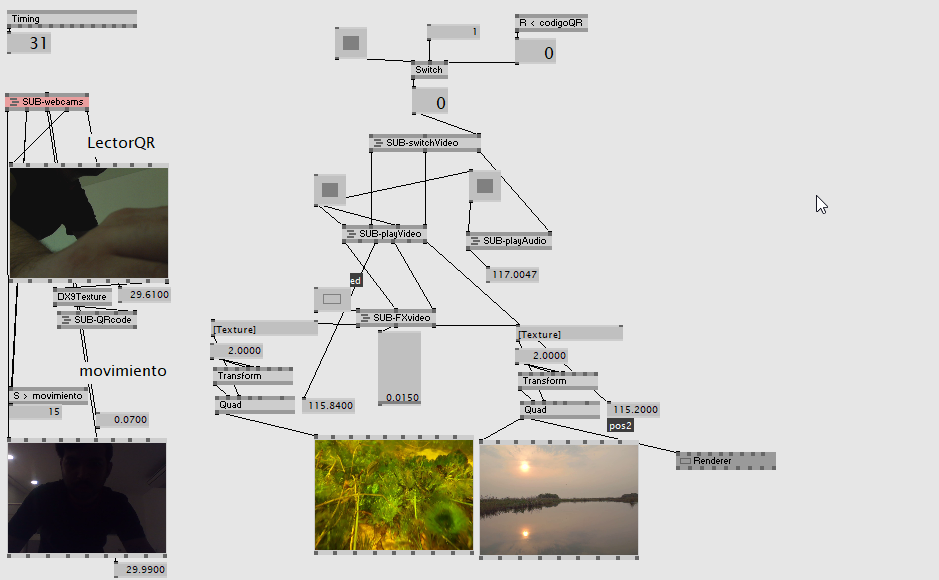 Timing
31
SUB-webcams
LectorQR
DX9Texture
29.6100
SUB-QRcode
movimiento
S > movimiento
15
0.0700
29.9900
1
R < codigoQR
0
Switch
0
SUB-switchVideo
SUB-playVideo
SUB-playAudio
117.0047
ed
SUB-FXvideo
[Texture]
2.0000
Transform
Quad
115.8400
0.0150
[Texture]
2.0000
Transform
Quad
115.2000
pos2
Renderer